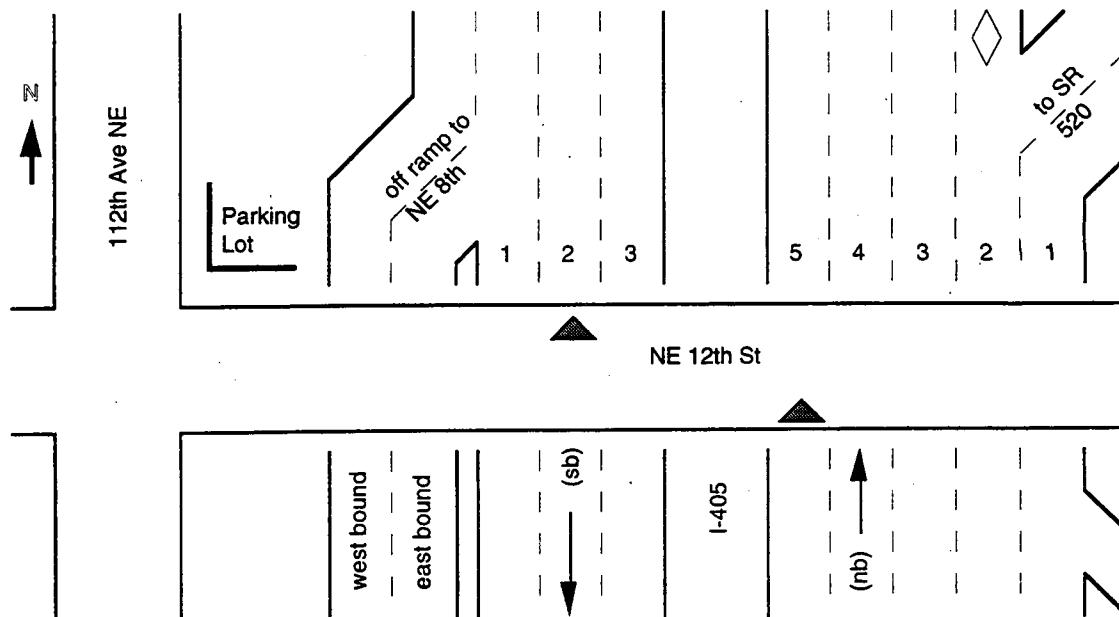 N
112th Ave NE
Parking
Lot
off ramp to
NE 8th
1
2
3
5
4
3
2
1
to SR
520
NE 12th St
west bound
east bound
(sb)
I-405
(nb)